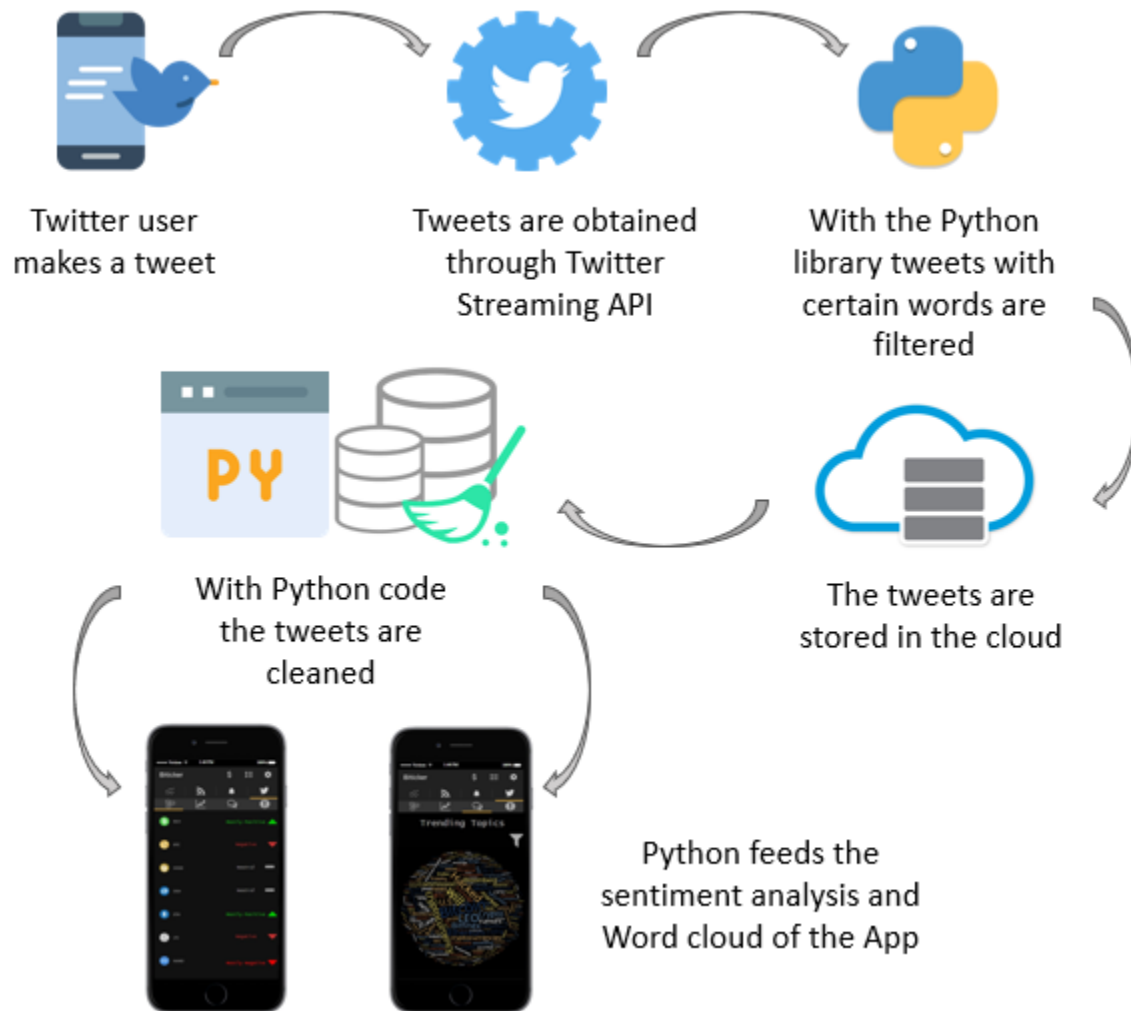 Twitter user
makes a tweet
Tweets are obtained
through Twitter
Streaming API
With the Python
library tweets with
certain words are
filtered
PY
With Python code
the tweets are
cleaned
The tweets are
stored in the cloud
Trending Topics
Python feeds the
sentiment analysis and
Word cloud of the App